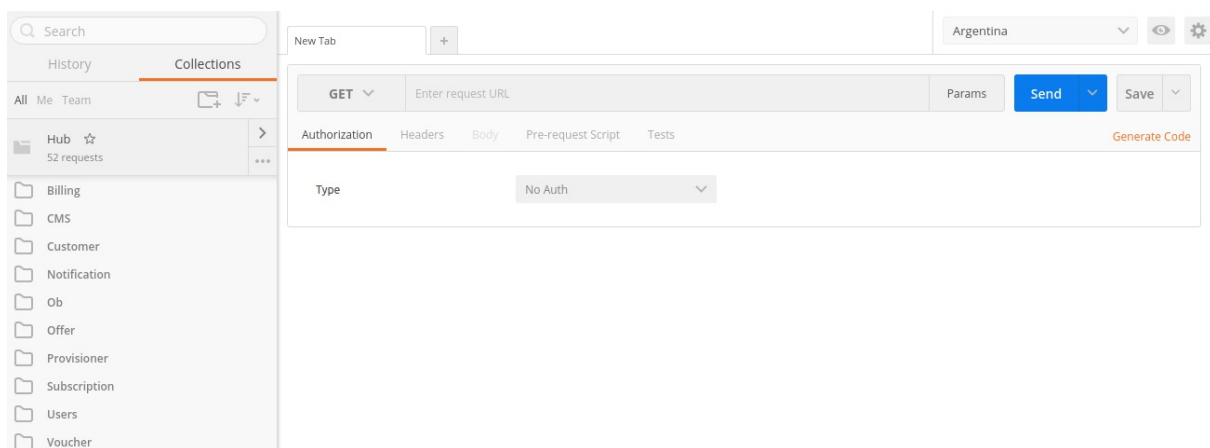 Search
History Collections
All Me Team
Hub
52 requests
Billing
CMS
Customer
Notification
Ob
Offer
Provisioner
Subscription
Users
Voucher
New Tab +
Argentina
GET Enter request URL Params Send Save
Authorization Headers Body Pre-request Script Tests Generate Code
Type No Auth